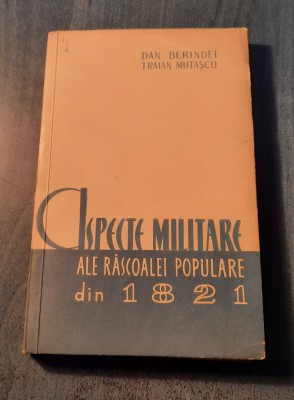 DAN BERINDEI
TRAIAN MUTAȘCU
ASPECTE MILITARE
ALE RĂSCOALEI POPULARE
din 1821